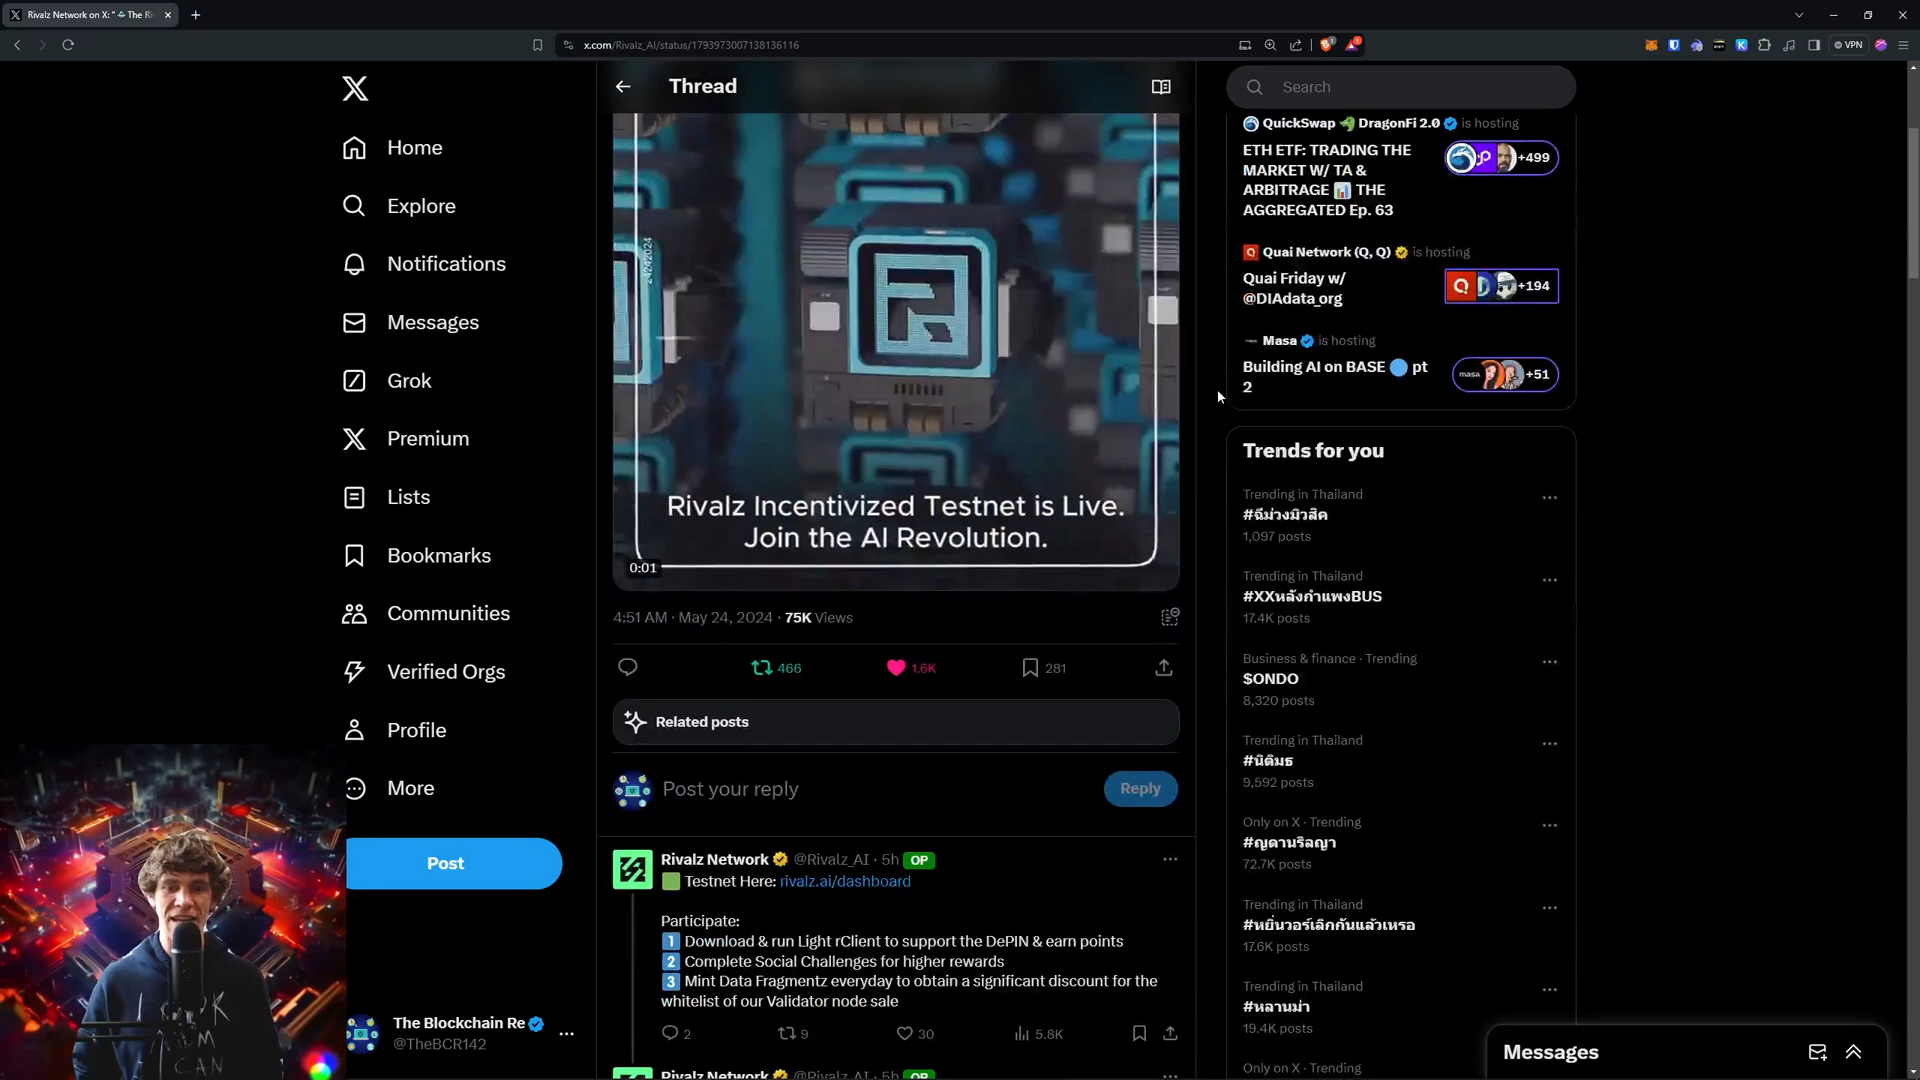 Rivalz Network on X: "
x.com/Rivalz_AI/status/1793973007138136116
VPN
Home
Explore
Notifications
Messages
Grok
Premium
Lists
Bookmarks
Communities
Verified Orgs
Profile
More
Post
The Blockchain Re
@TheBCR142
Thread
24242024
Rivalz Incentivized Testnet is Live.
Join the AI Revolution.
0:01
4:51 AM · May 24, 2024 · 75K Views
466
1.6K
281
Related posts
Post your reply
Reply
Rivalz Network @Rivalz_AI · 5h OP
Testnet Here: rivalz.ai/dashboard
Participate:
1 Download & run Light rClient to support the DePIN & earn points
2 Complete Social Challenges for higher rewards
3 Mint Data Fragmentz everyday to obtain a significant discount for the
whitelist of our Validator node sale
2
9
30
5.8K
Rivalz Network @Rivalz_AI · 5h OP
Search
QuickSwap DragonFi 2.0 is hosting
ETH ETF: TRADING THE
MARKET W/ TA &
ARBITRAGE THE
AGGREGATED Ep. 63
+499
Quai Network (Q, Q) is hosting
Quai Friday w/
@DIAdata_org
+194
Masa is hosting
Building AI on BASE pt
2
masa
+51
Trends for you
Trending in Thailand
#ฉีม่วงมิวสิค
1,097 posts
Trending in Thailand
#XXหลังกําแพงBUS
17.4K posts
Business & finance · Trending
$ONDO
8,320 posts
Trending in Thailand
#นิติมธ
9,592 posts
Only on X · Trending
#ญดานริลญา
72.7K posts
Trending in Thailand
#หยิ่นวอร์เลิกกันแล้วเหรอ
17.6K posts
Trending in Thailand
#หลานม่า
19.4K posts
Only on X · Trending
Messages